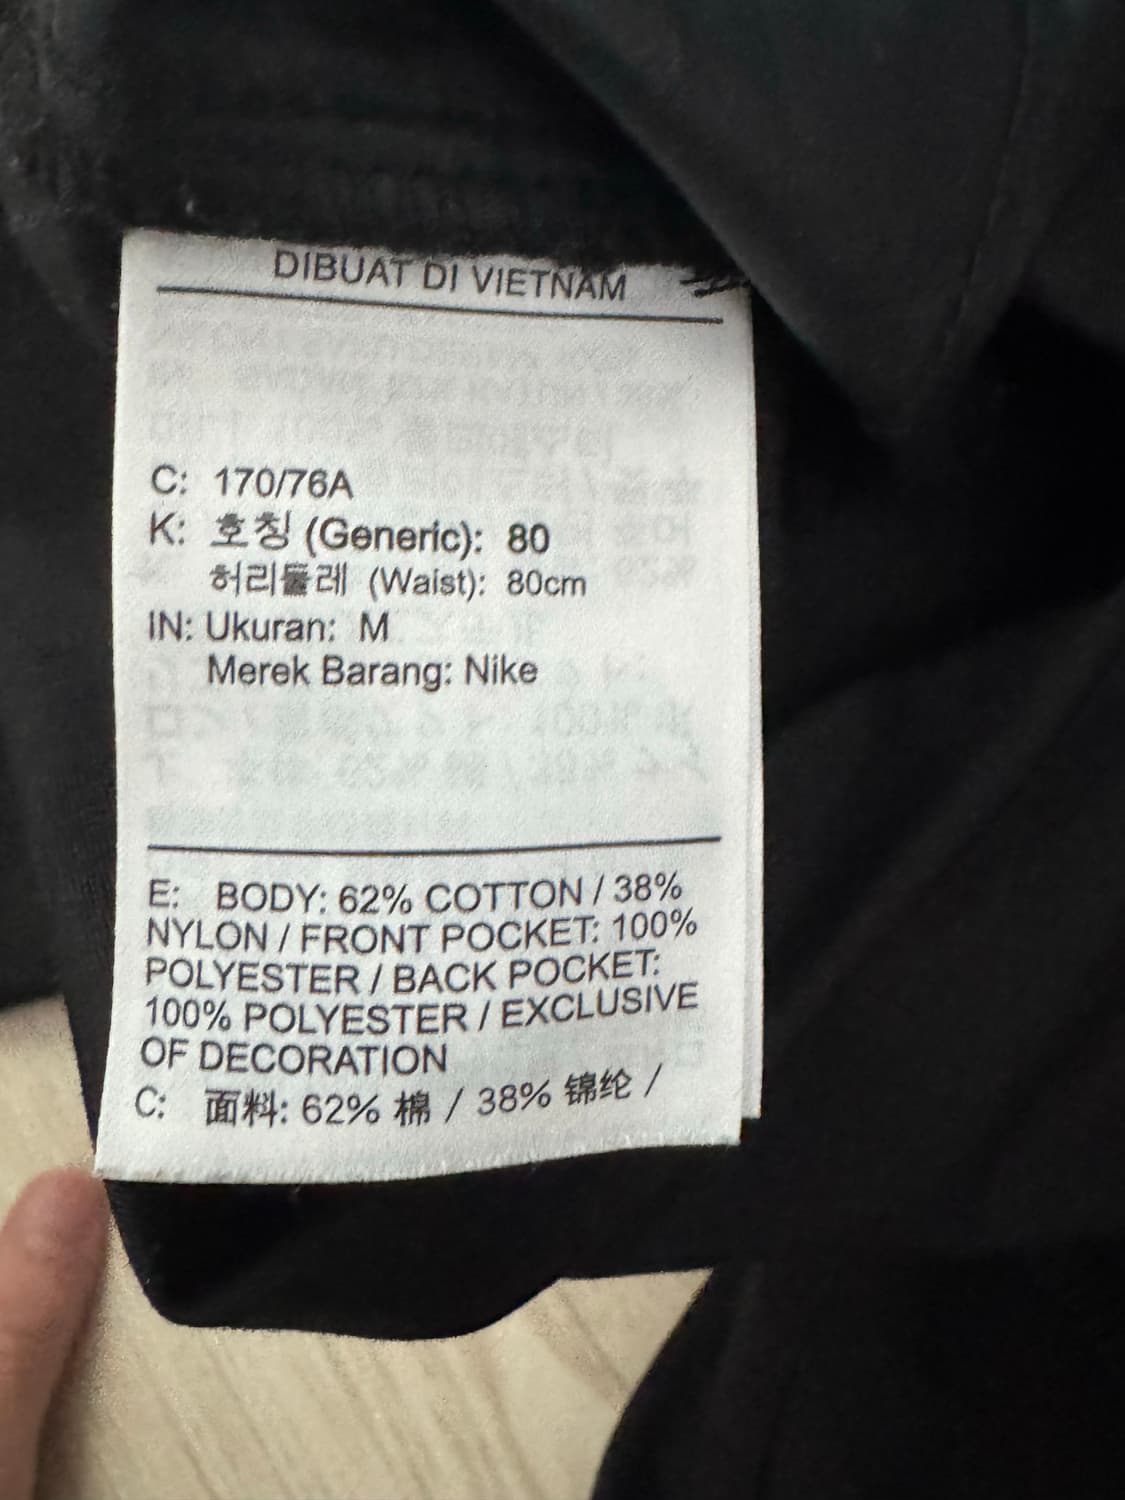 DIBUAT DI VIETNAM
C: 170/76A
K: 호칭 (Generic): 80
허리둘레 (Waist): 80cm
IN: Ukuran: M
Merek Barang: Nike
E: BODY: 62% COTTON / 38%
NYLON / FRONT POCKET: 100%
POLYESTER / BACK POCKET:
100% POLYESTER / EXCLUSIVE
OF DECORATION
C: 面料: 62% 棉 / 38% 锦纶 /